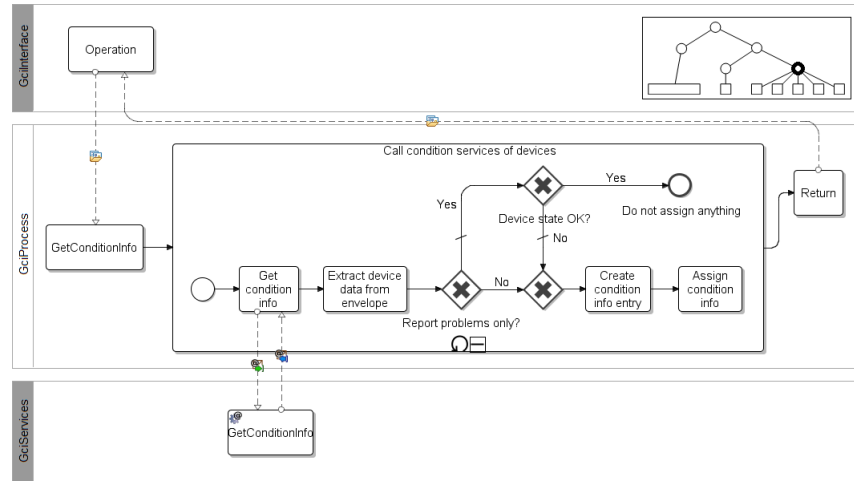 GciInterface
Operation
GciProcess
Call condition services of devices
Yes
Yes
Device state OK?
Do not assign anything
Return
GetConditionInfo
No
Get
condition
info
Extract device
data from
envelope
No
Create
condition
info entry
Assign
condition
info
Report problems only?
GciServices
GetConditionInfo